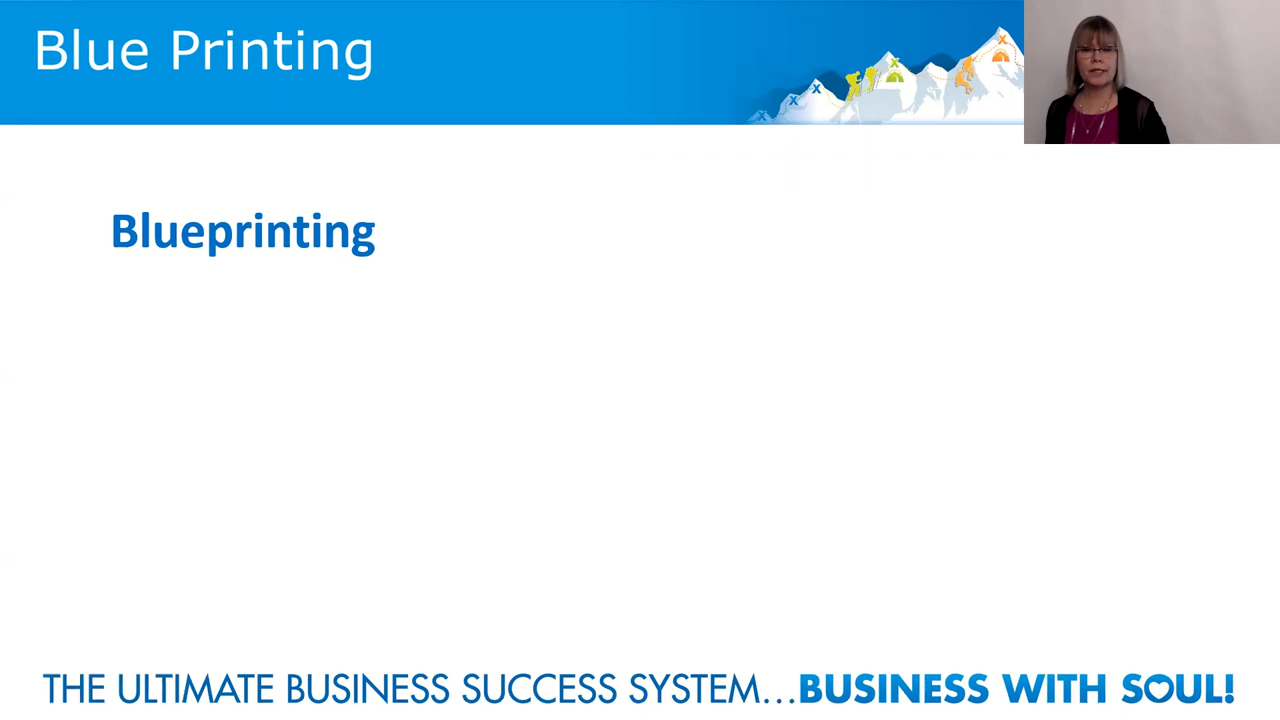 Blue Printing
Blueprinting
THE ULTIMATE BUSINESS SUCCESS SYSTEM...BUSINESS WITH SOUL!